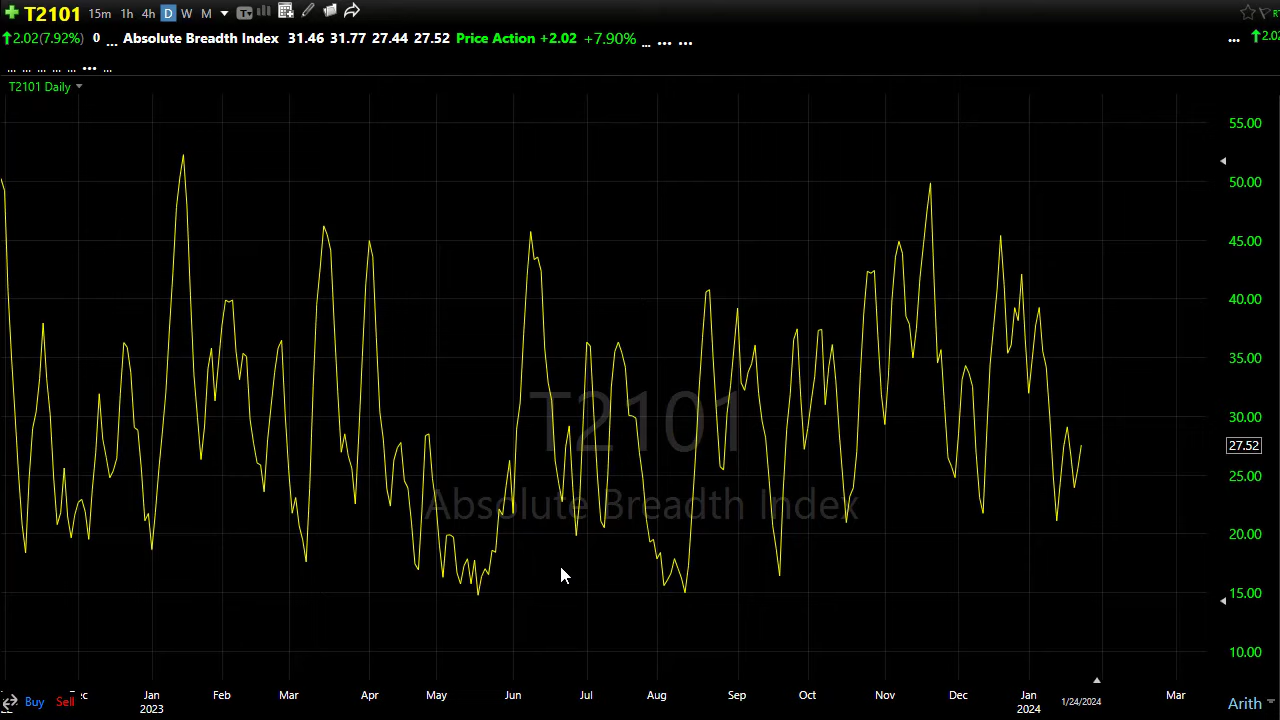 T2101 15m 1h 4h D W M T
↑2.02(7.92%) 0 ... Absolute Breadth Index 31.46 31.77 27.44 27.52 Price Action +2.02 +7.90% ... ... ... ... ↑2.02
... ... ... ... ... ... ...
T2101 Daily
55.00
50.00
45.00
40.00
35.00
30.00
27.52
25.00
20.00
15.00
10.00
T2101
Absolute Breadth Index
Jan Feb Mar Apr May Jun Jul Aug Sep Oct Nov Dec Jan Mar
2023 2024 1/24/2024
Buy Sell Arith